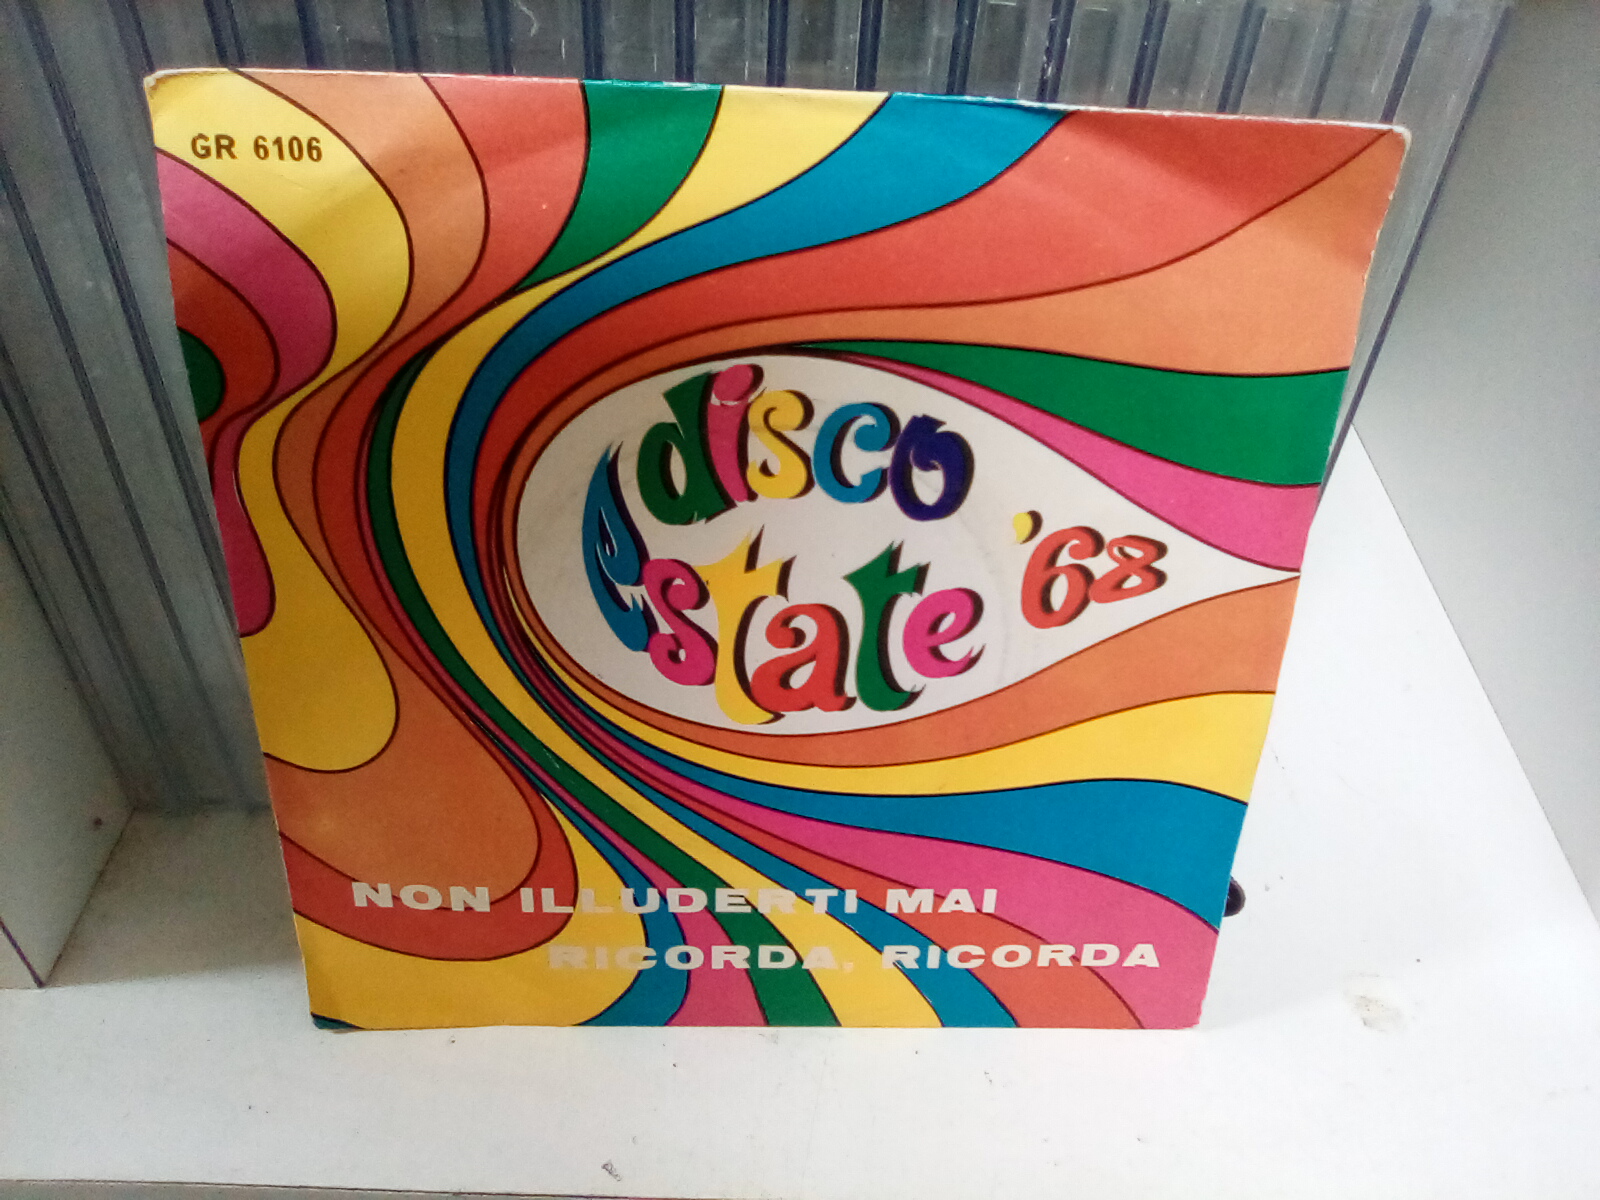 GR 6106
disco
Estate '68
NON ILLUDERTI MAI
RICORDA, RICORDA